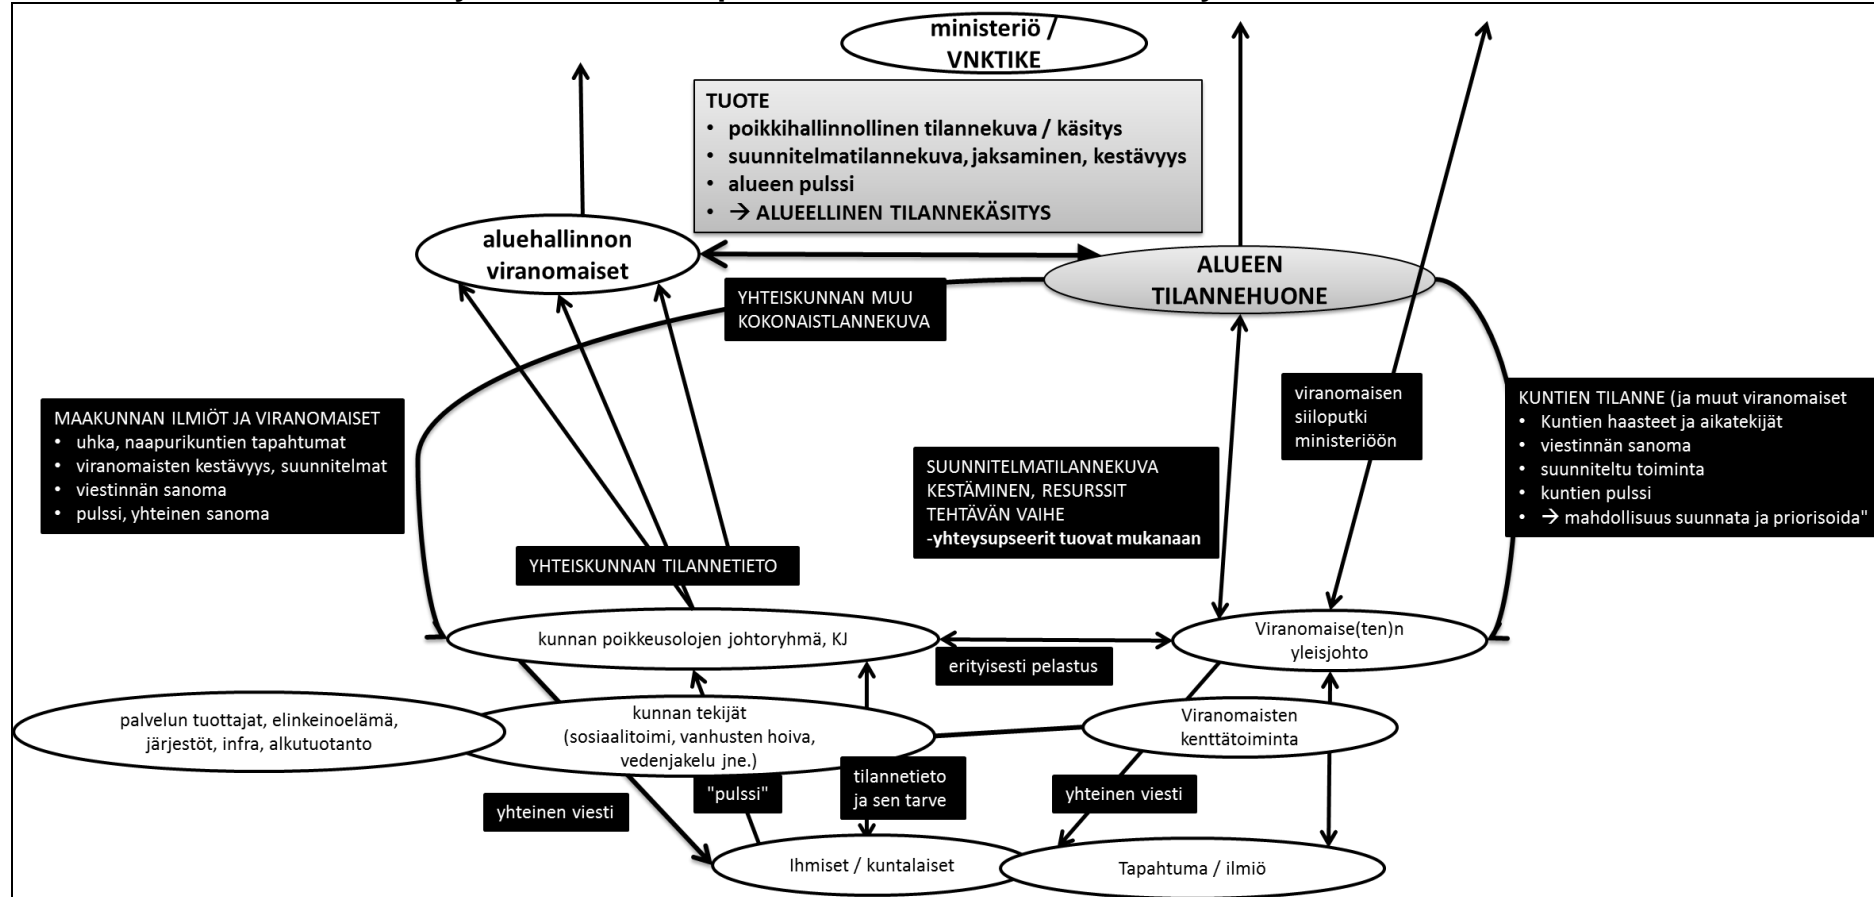 ministeriö /
VNKTIKE
TUOTE
• poikkihallinnollinen tilannekuva / käsitys
• suunnitelmatilannekuva, jaksaminen, kestävyys
• alueen pulssi
• → ALUEELLINEN TILANNEKÄSITYS
aluehallinnon
viranomaiset
ALUEEN
TILANNEHUONE
YHTEISKUNNAN MUU
KOKONAISTLANNEKUVA
MAAKUNNAN ILMIÖT JA VIRANOMAISET
• uhka, naapurikuntien tapahtumat
• viranomaisten kestävyys, suunnitelmat
• viestinnän sanoma
• pulssi, yhteinen sanoma
viranomaisen
siiloputki
ministeriöön
KUNTIEN TILANNE (ja muut viranomaiset
• Kuntien haasteet ja aikatekijät
• viestinnän sanoma
• suunniteltu toiminta
• kuntien pulssi
• → mahdollisuus suunnata ja priorisoida"
SUUNNITELMATILANNEKUVA
KESTÄMINEN, RESURSSIT
TEHTÄVÄN VAIHE
-yhteysupseerit tuovat mukanaan
YHTEISKUNNAN TILANNETIETO
kunnan poikkeusolojen johtoryhmä, KJ
Viranomaise(ten)n
yleisjohto
erityisesti pelastus
palvelun tuottajat, elinkeinoelämä,
järjestöt, infra, alkutuotanto
kunnan tekijät
(sosiaalitoimi, vanhusten hoiva,
vedenjakelu jne.)
Viranomaisten
kenttätoiminta
yhteinen viesti
"pulssi"
tilannetieto
ja sen tarve
yhteinen viesti
Ihmiset / kuntalaiset
Tapahtuma / ilmiö